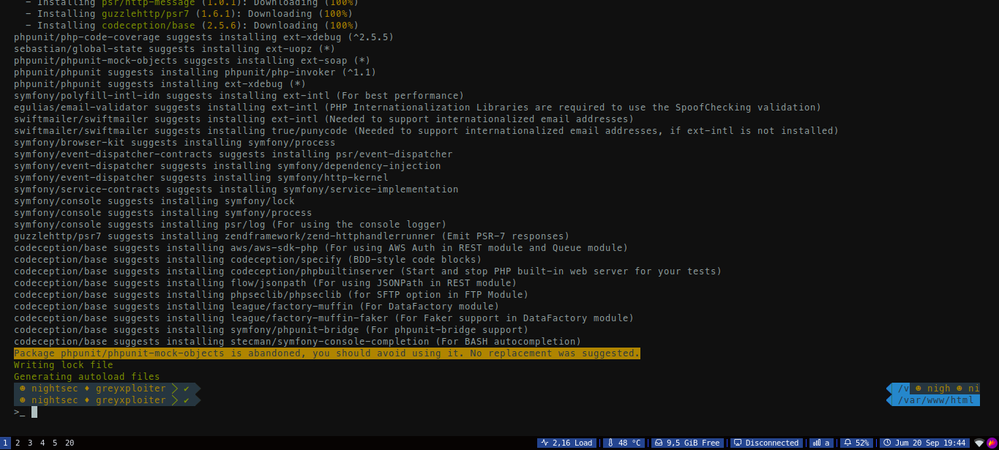 - Installing psr/http-message (1.0.1): Downloading (100%)
- Installing guzzlehttp/psr7 (1.6.1): Downloading (100%)
- Installing codeception/base (2.5.6): Downloading (100%)
phpunit/php-code-coverage suggests installing ext-xdebug (^2.5.5)
sebastian/global-state suggests installing ext-uopz (*)
phpunit/phpunit-mock-objects suggests installing ext-soap (*)
phpunit/phpunit suggests installing phpunit/php-invoker (^1.1)
phpunit/phpunit suggests installing ext-xdebug (*)
symfony/polyfill-intl-idn suggests installing ext-intl (For best performance)
egulias/email-validator suggests installing ext-intl (PHP Internationalization Libraries are required to use the SpoofChecking validation)
swiftmailer/swiftmailer suggests installing ext-intl (Needed to support internationalized email addresses)
swiftmailer/swiftmailer suggests installing true/punycode (Needed to support internationalized email addresses, if ext-intl is not installed)
symfony/browser-kit suggests installing symfony/process
symfony/event-dispatcher-contracts suggests installing psr/event-dispatcher
symfony/event-dispatcher suggests installing symfony/dependency-injection
symfony/event-dispatcher suggests installing symfony/http-kernel
symfony/service-contracts suggests installing symfony/service-implementation
symfony/console suggests installing symfony/lock
symfony/console suggests installing symfony/process
symfony/console suggests installing psr/log (For using the console logger)
guzzlehttp/psr7 suggests installing zendframework/zend-httphandlerrunner (Emit PSR-7 responses)
codeception/base suggests installing aws/aws-sdk-php (For using AWS Auth in REST module and Queue module)
codeception/base suggests installing codeception/specify (BDD-style code blocks)
codeception/base suggests installing codeception/phpbuiltinserver (Start and stop PHP built-in web server for your tests)
codeception/base suggests installing flow/jsonpath (For using JSONPath in REST module)
codeception/base suggests installing phpseclib/phpseclib (for SFTP option in FTP Module)
codeception/base suggests installing league/factory-muffin (For DataFactory module)
codeception/base suggests installing league/factory-muffin-faker (For Faker support in DataFactory module)
codeception/base suggests installing symfony/phpunit-bridge (For phpunit-bridge support)
codeception/base suggests installing stecman/symfony-console-completion (For BASH autocompletion)
Package phpunit/phpunit-mock-objects is abandoned, you should avoid using it. No replacement was suggested.
Writing lock file
Generating autoload files
☻ nightsec ♦ greyxploiter > ✔ /v ☻ nigh ☻ ni
☻ nightsec ♦ greyxploiter > ✔ /var/www/html
>_
1 2 3 4 5 20 2,16 Load 48 °C 9,5 GiB Free Disconnected a 52% Jum 20 Sep 19:44